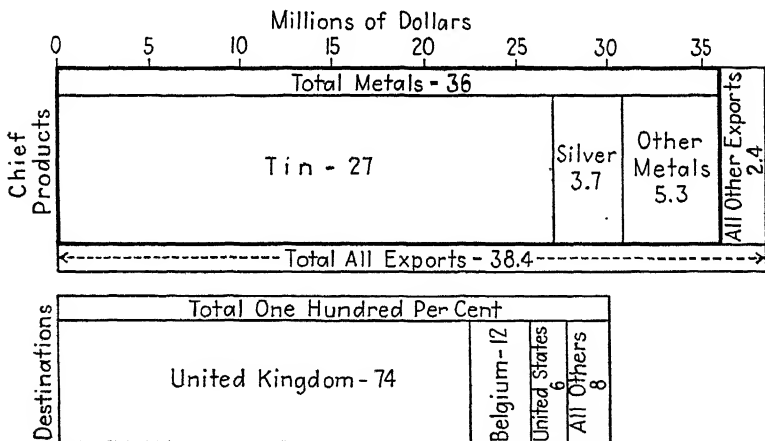 Millions of Dollars
0 5 10 15 20 25 30 35
Chief
Products
Total Metals - 36
Tin - 27
Silver
3.7
Other
Metals
5.3
All Other Exports
2.4
Total All Exports - 38.4
Destinations
Total One Hundred Per Cent
United Kingdom - 74
Belgium - 12
United States
6
All Others
8